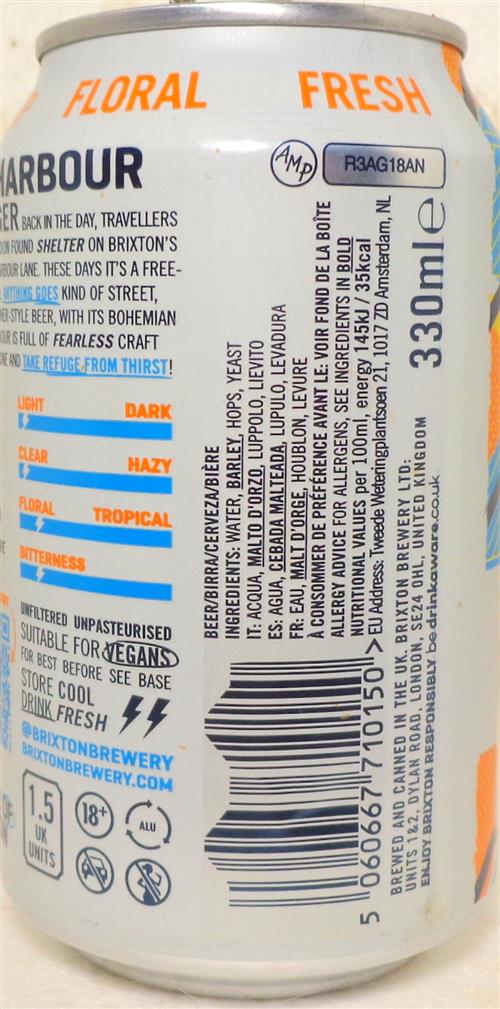 FLORAL FRESH
HARBOUR
BACK IN THE DAY, TRAVELLERS
FOUND SHELTER ON BRIXTON'S
LANE. THESE DAYS IT'S A FREE-
ANYTHING GOES KIND OF STREET,
BEER, WITH ITS BOHEMIAN
IS FULL OF FEARLESS CRAFT
AND TAKE REFUGE FROM THIRST!
LIGHT DARK
CLEAR HAZY
FLORAL TROPICAL
BITTERNESS
UNFILTERED UNPASTEURISED
SUITABLE FOR VEGANS
FOR BEST BEFORE SEE BASE
STORE COOL
DRINK FRESH
@BRIXTONBREWERY
BRIXTONBREWERY.COM
1.5
UK
UNITS
18+
ALU
AMP
R3AG18AN
BEER/BIRRA/CERVEZA/BIÈRE
INGREDIENTS: WATER, BARLEY, HOPS, YEAST
IT: ACQUA, MALTO D'ORZO, LUPPOLO, LIEVITO
ES: AGUA, CEBADA MALTEADA, LUPULO, LEVADURA
FR: EAU, MALT D'ORGE, HOUBLON, LEVURE
À CONSOMMER DE PRÉFÉRENCE AVANT LE: VOIR FOND DE LA BOÎTE
ALLERGY ADVICE FOR ALLERGENS, SEE INGREDIENTS IN BOLD
NUTRITIONAL VALUES per 100ml, energy 145kJ / 35kcal
EU Address: Tweede Weteringplantsoen 21, 1017 ZD Amsterdam, NL
5 060667 710150 >
330ml e
BREWED AND CANNED IN THE UK. BRIXTON BREWERY LTD:
UNITS 1&2, DYLAN ROAD, LONDON, SE24 0HL, UNITED KINGDOM
ENJOY BRIXTON RESPONSIBLY bedrinkaware.co.uk